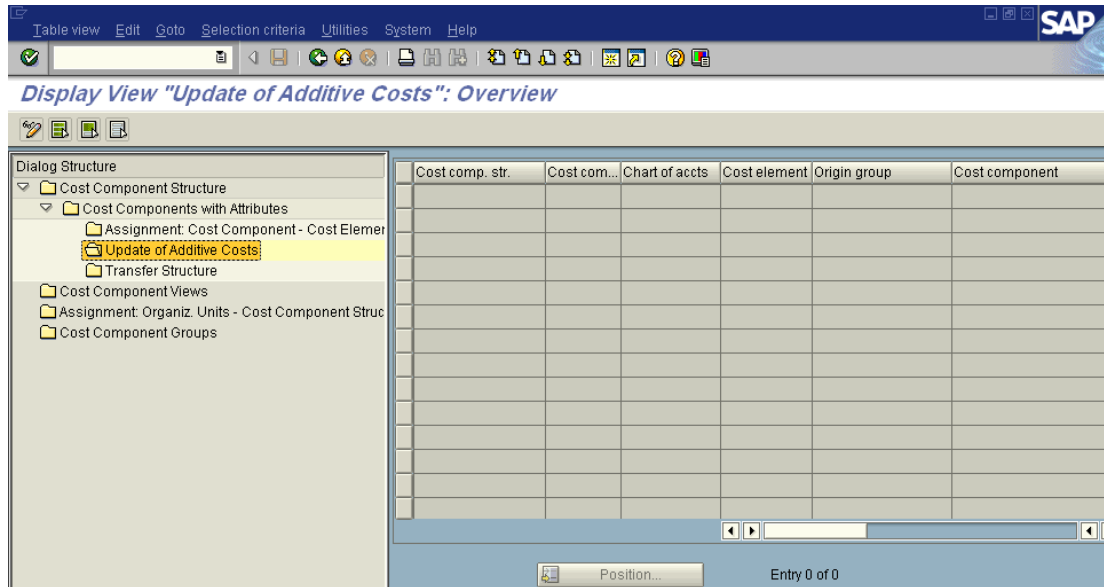 Table view Edit Goto Selection criteria Utilities System Help
SAP
Display View "Update of Additive Costs": Overview
Dialog Structure
Cost Component Structure
Cost Components with Attributes
Assignment: Cost Component - Cost Elemer
Update of Additive Costs
Transfer Structure
Cost Component Views
Assignment: Organiz. Units - Cost Component Struc
Cost Component Groups
Cost comp. str. Cost com... Chart of accts Cost element Origin group Cost component
Position... Entry 0 of 0